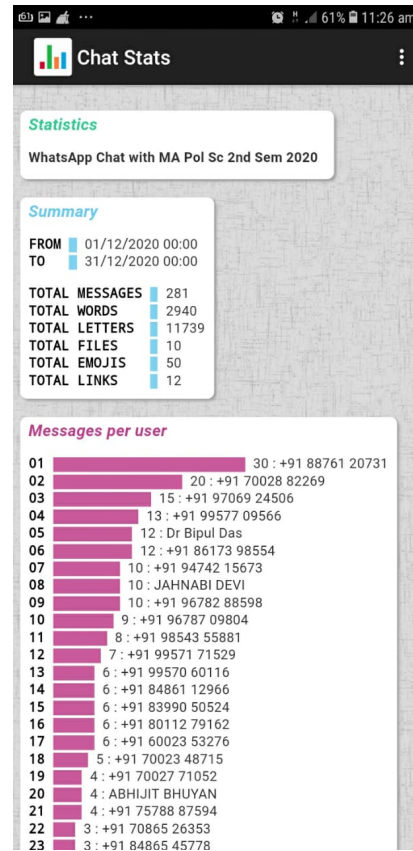 61% 11:26 am
Chat Stats
Statistics
WhatsApp Chat with MA Pol Sc 2nd Sem 2020
Summary
FROM 01/12/2020 00:00
TO 31/12/2020 00:00
TOTAL MESSAGES 281
TOTAL WORDS 2940
TOTAL LETTERS 11739
TOTAL FILES 10
TOTAL EMOJIS 50
TOTAL LINKS 12
Messages per user
01 30 : +91 88761 20731
02 20 : +91 70028 82269
03 15 : +91 97069 24506
04 13 : +91 99577 09566
05 12 : Dr Bipul Das
06 12 : +91 86173 98554
07 10 : +91 94742 15673
08 10 : JAHNABI DEVI
09 10 : +91 96782 88598
10 9 : +91 96787 09804
11 8 : +91 98543 55881
12 7 : +91 99571 71529
13 6 : +91 99570 60116
14 6 : +91 84861 12966
15 6 : +91 83990 50524
16 6 : +91 80112 79162
17 6 : +91 60023 53276
18 5 : +91 70023 48715
19 4 : +91 70027 71052
20 4 : ABHIJIT BHUYAN
21 4 : +91 75788 87594
22 3 : +91 70865 26353
23 3 : +91 84865 45778